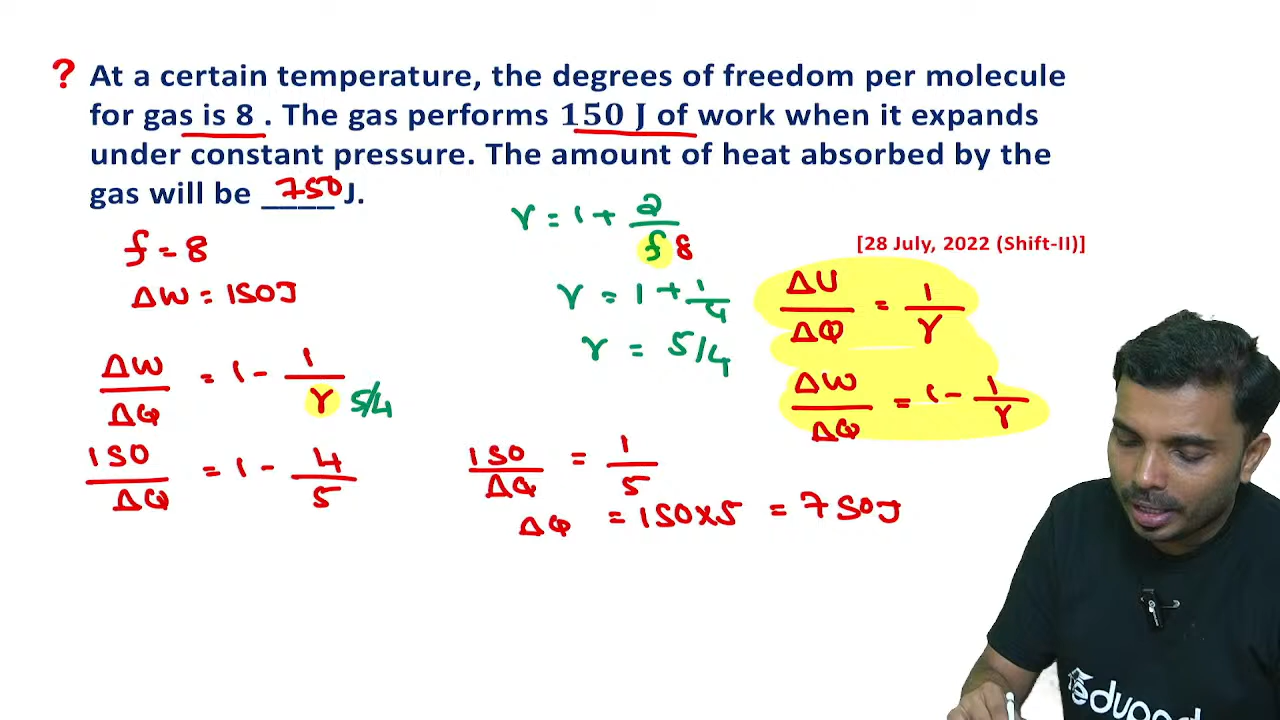 ? At a certain temperature, the degrees of freedom per molecule
for gas is 8 . The gas performs 150 J of work when it expands
under constant pressure. The amount of heat absorbed by the
gas will be 750 J.
[28 July, 2022 (Shift-II)]
f = 8
ΔW = 150J
ΔW/ΔQ = 1 - 1/γ 5/4
150/ΔQ = 1 - 4/5
γ = 1 + 2/f 8
γ = 1 + 1/4
γ = 5/4
150/ΔQ = 1/5
ΔQ = 150×5 = 750J
ΔU/ΔQ = 1/γ
ΔW/ΔQ = 1 - 1/γ